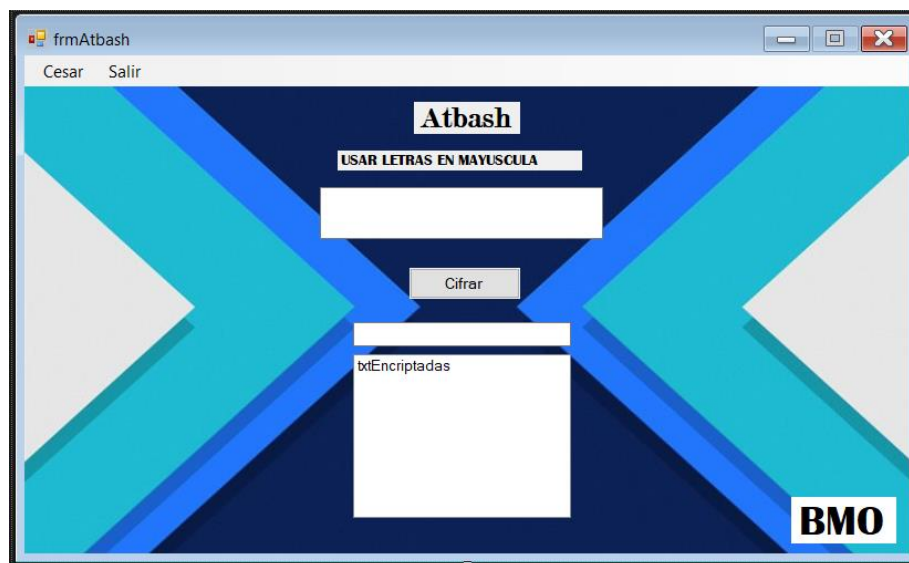 frmAtbash
Cesar Salir
Atbash
USAR LETRAS EN MAYUSCULA
Cifrar
txtEncriptadas
BMO